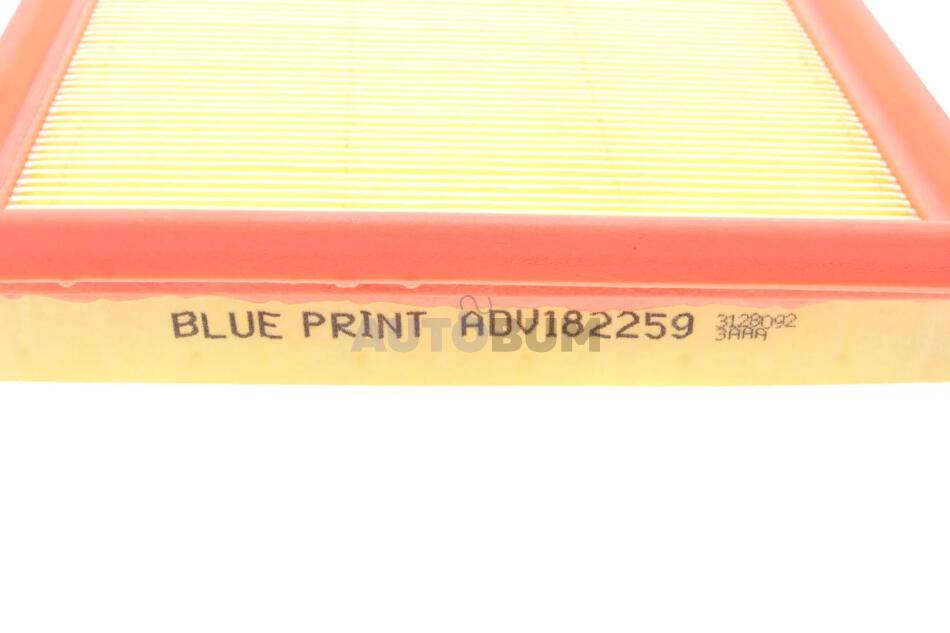 BLUE PRINT ADV182259
3128092
3AAA
AUTOBUM